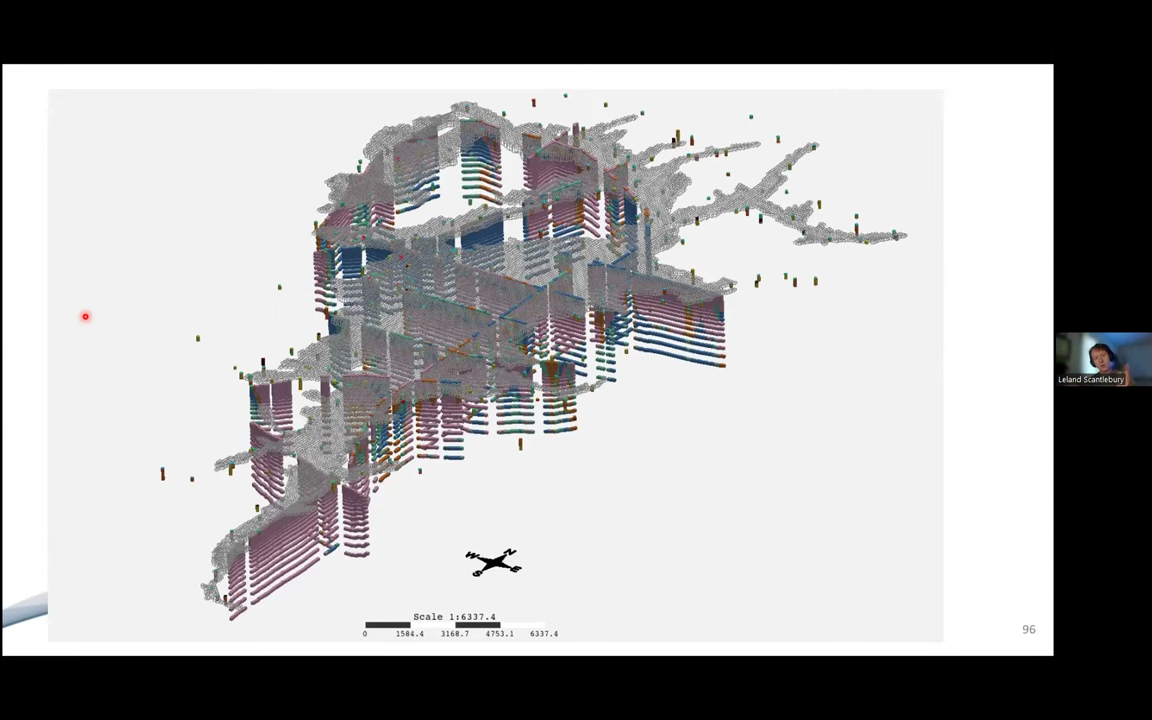 Leland Scantlebury
W N
S E
Scale 1:6337.4
0 1584.4 3168.7 4753.1 6337.4
96